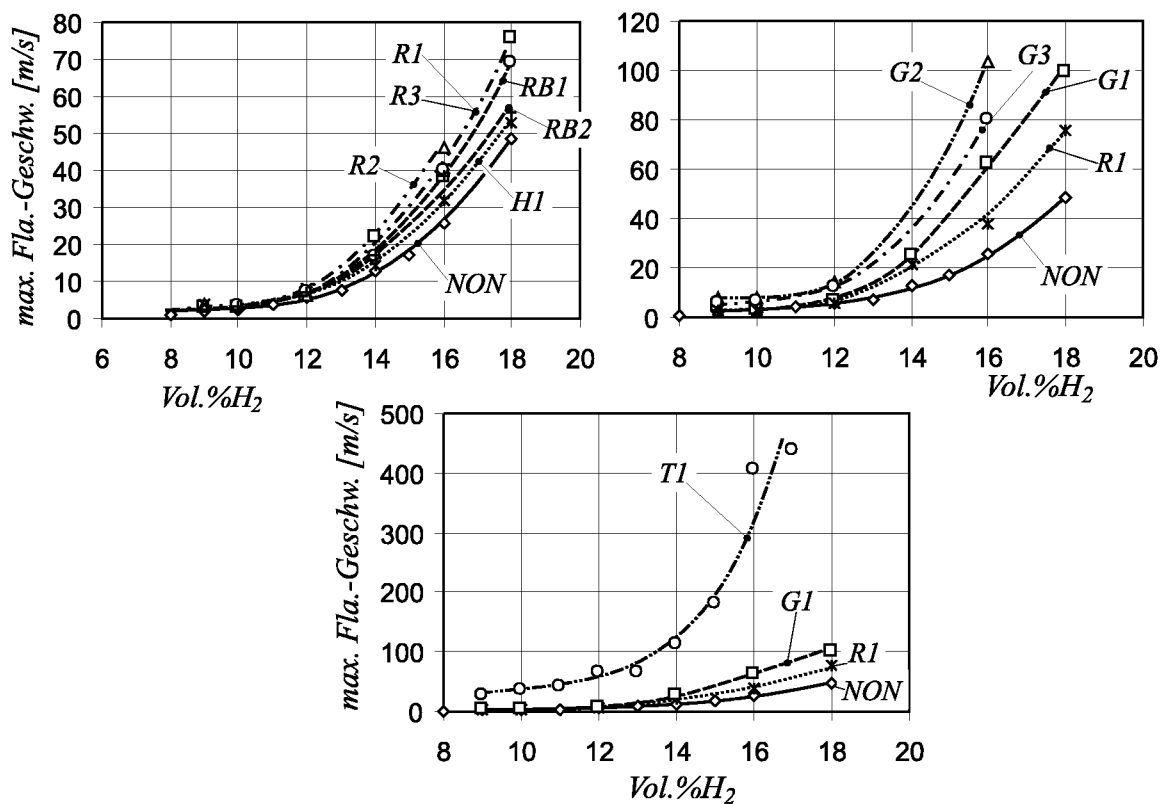 max. Fla.-Geschw. [m/s]
80
70
60
50
40
30
20
10
0
R1
R3
R2
RB1
RB2
H1
NON
6 8 10 12 14 16 18 20
Vol.%H2
120
100
80
60
40
20
0
G2
G3
G1
R1
NON
8 10 12 14 16 18 20
Vol.%H2
max. Fla.-Geschw. [m/s]
500
400
300
200
100
0
T1
G1
R1
NON
8 10 12 14 16 18 20
Vol.%H2